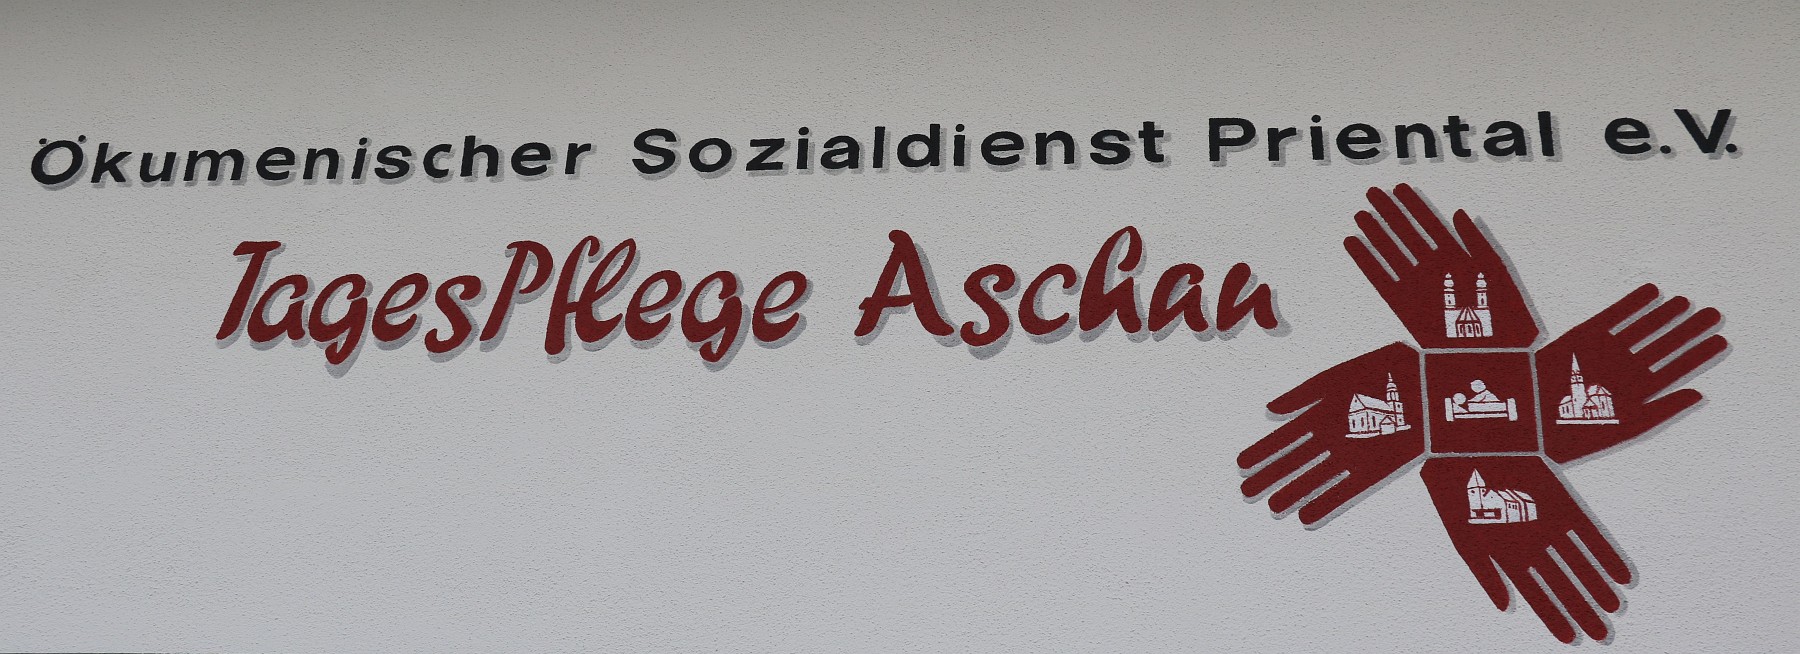 Ökumenischer Sozialdienst Priental e.V.
TagesPflege Aschau